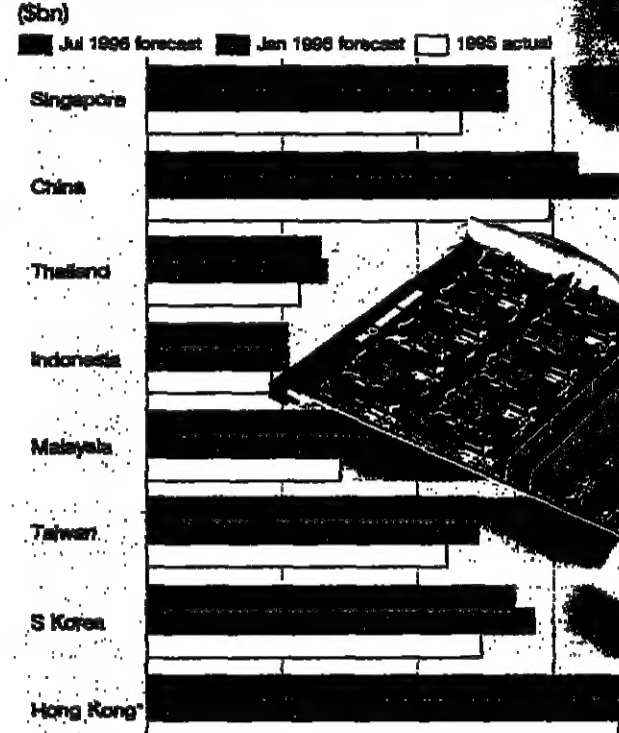 ($bn)
Jul 1996 forecast Jan 1996 forecast 1995 actual
Singapore
China
Thailand
Indonesia
Malaysia
Taiwan
S Korea
Hong Kong*